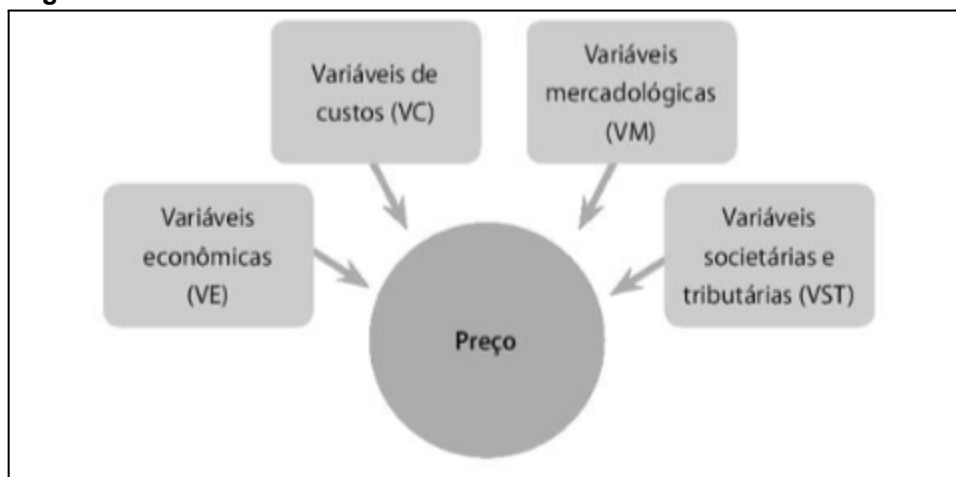 Variáveis de
custos (VC)
Variáveis
mercadológicas
(VM)
Variáveis
econômicas
(VE)
Variáveis
societárias e
tributárias (VST)
Preço